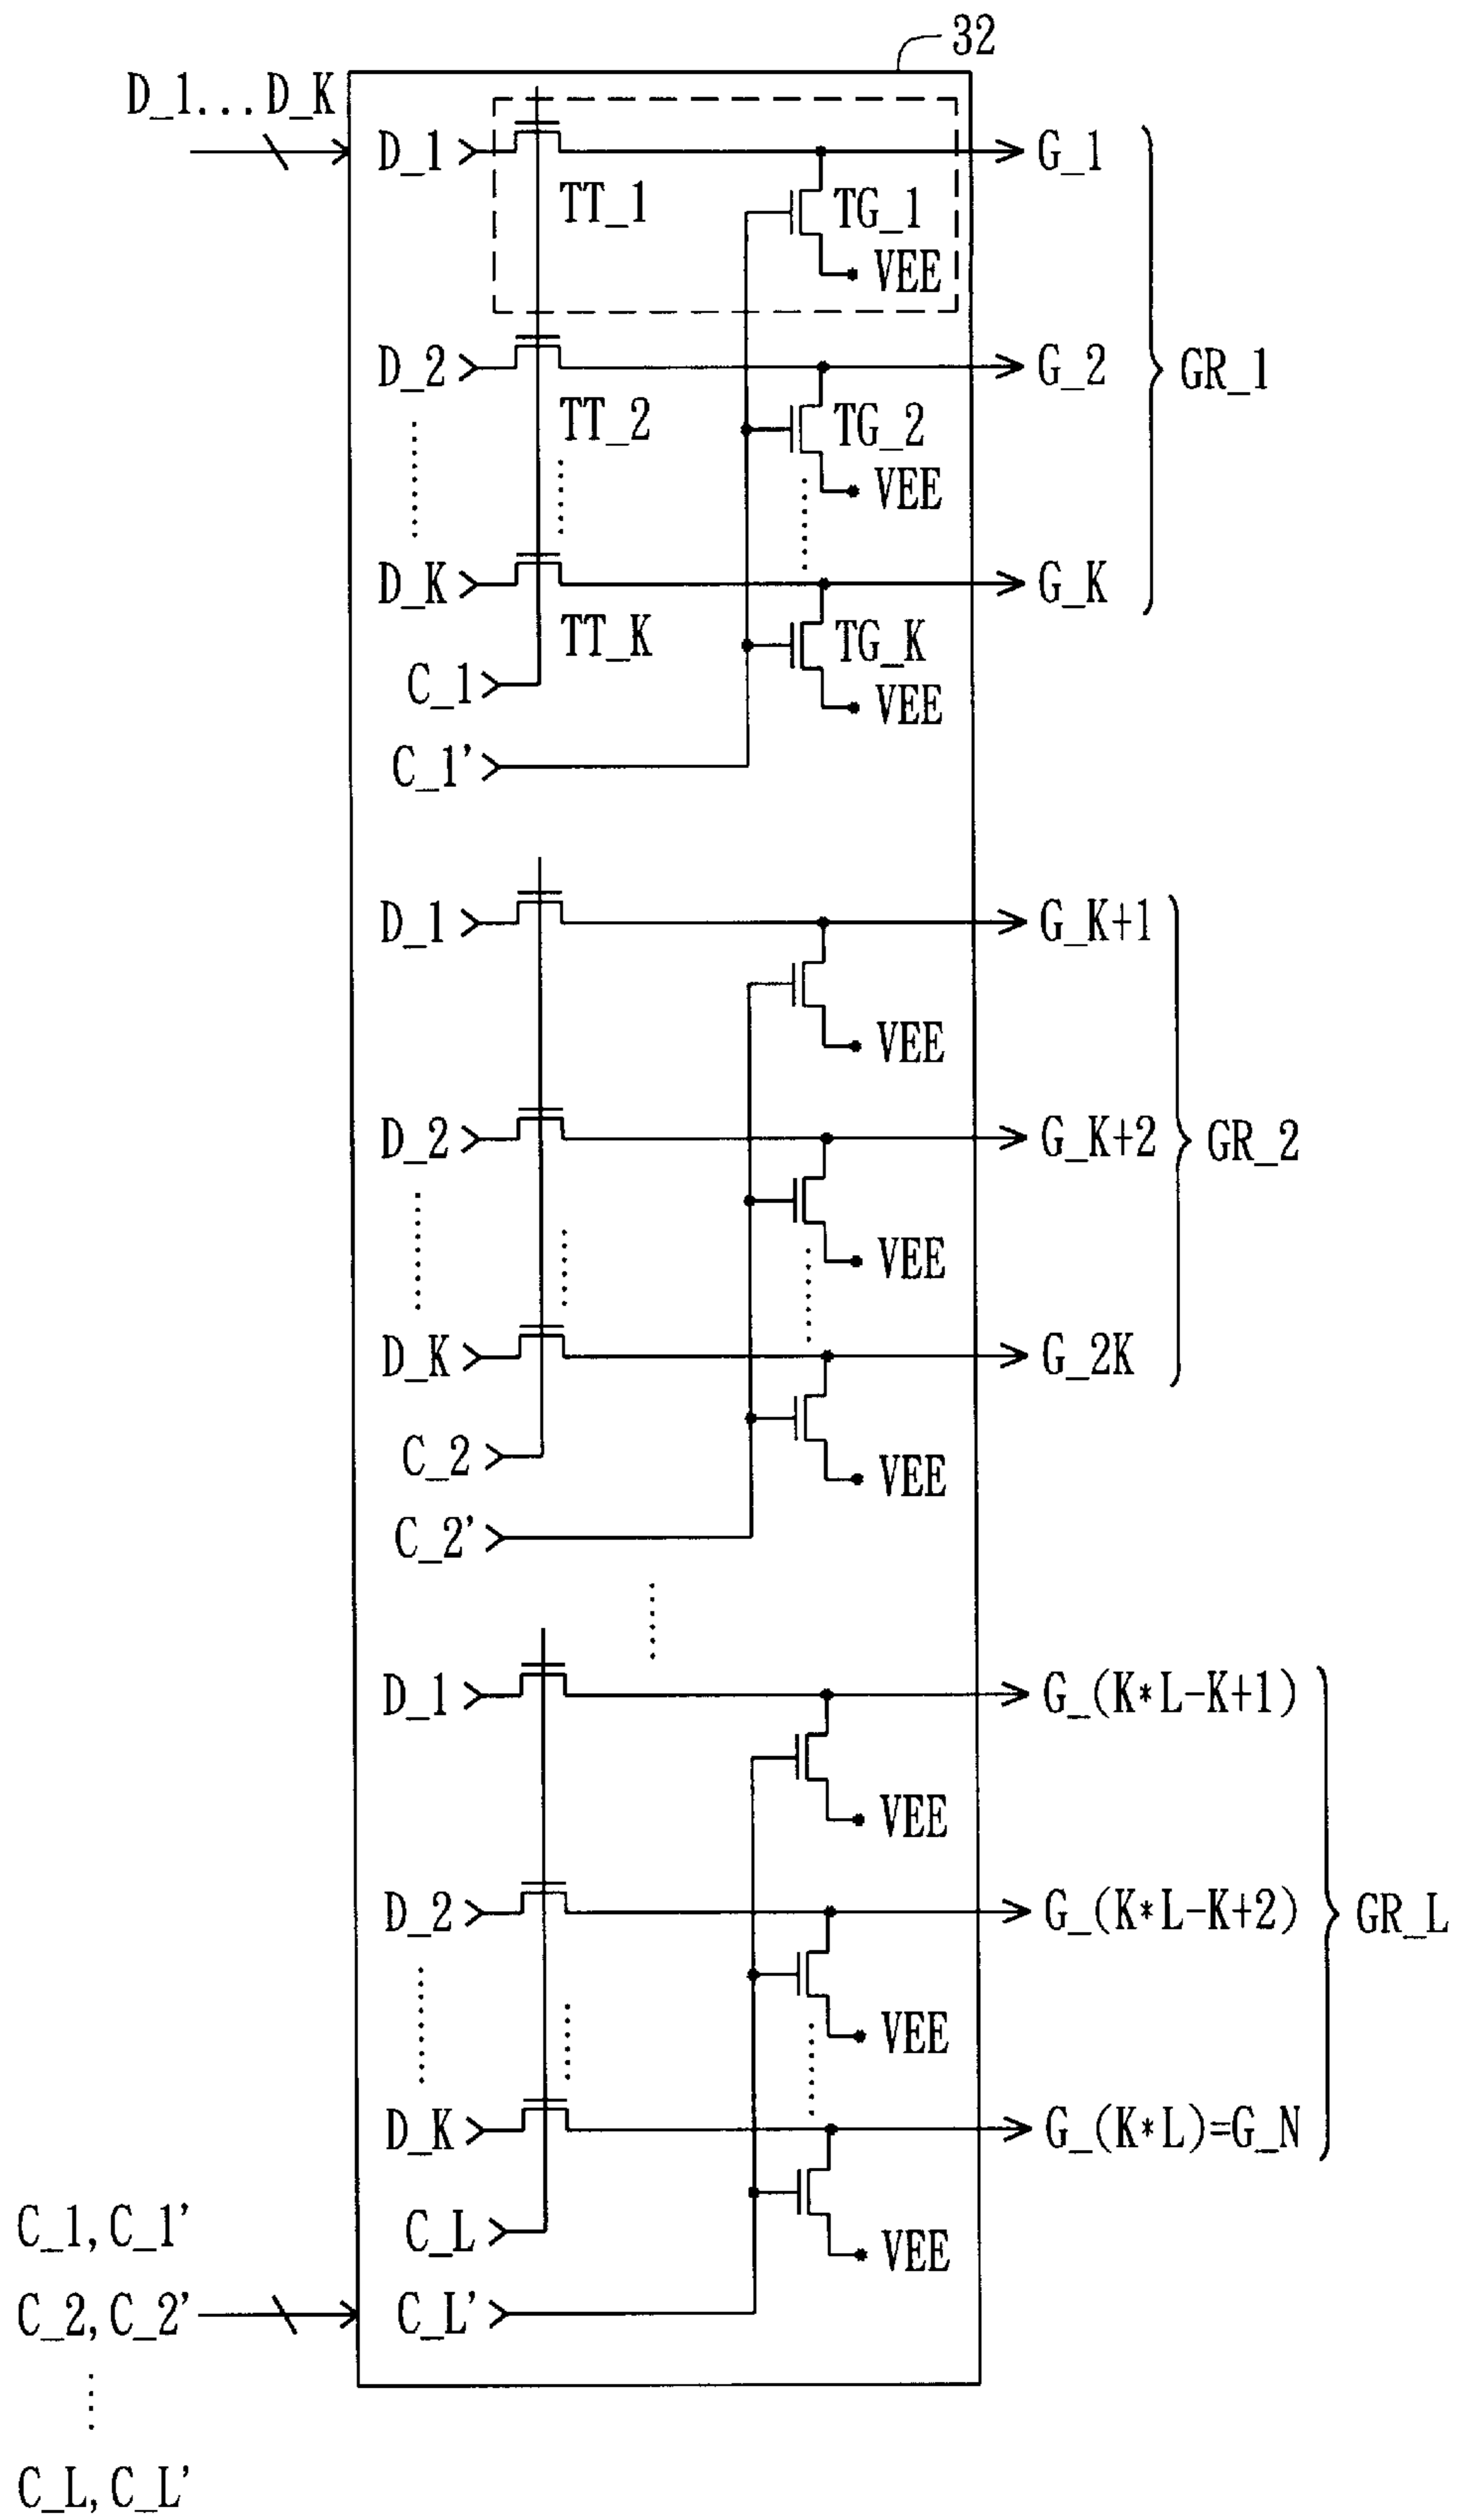 32
D_1...D_K
D_1
G_1
TT_1
TG_1
VEE
D_2
G_2
GR_1
TT_2
TG_2
VEE
D_K
G_K
TT_K
TG_K
C_1
VEE
C_1'
D_1
G_K+1
VEE
D_2
G_K+2
GR_2
VEE
D_K
G_2K
C_2
VEE
C_2'
D_1
G_(K*L-K+1)
VEE
D_2
G_(K*L-K+2)
GR_L
VEE
D_K
G_(K*L)=G_N
C_L
VEE
C_L'
C_1,C_1'
C_2,C_2'
C_L,C_L'